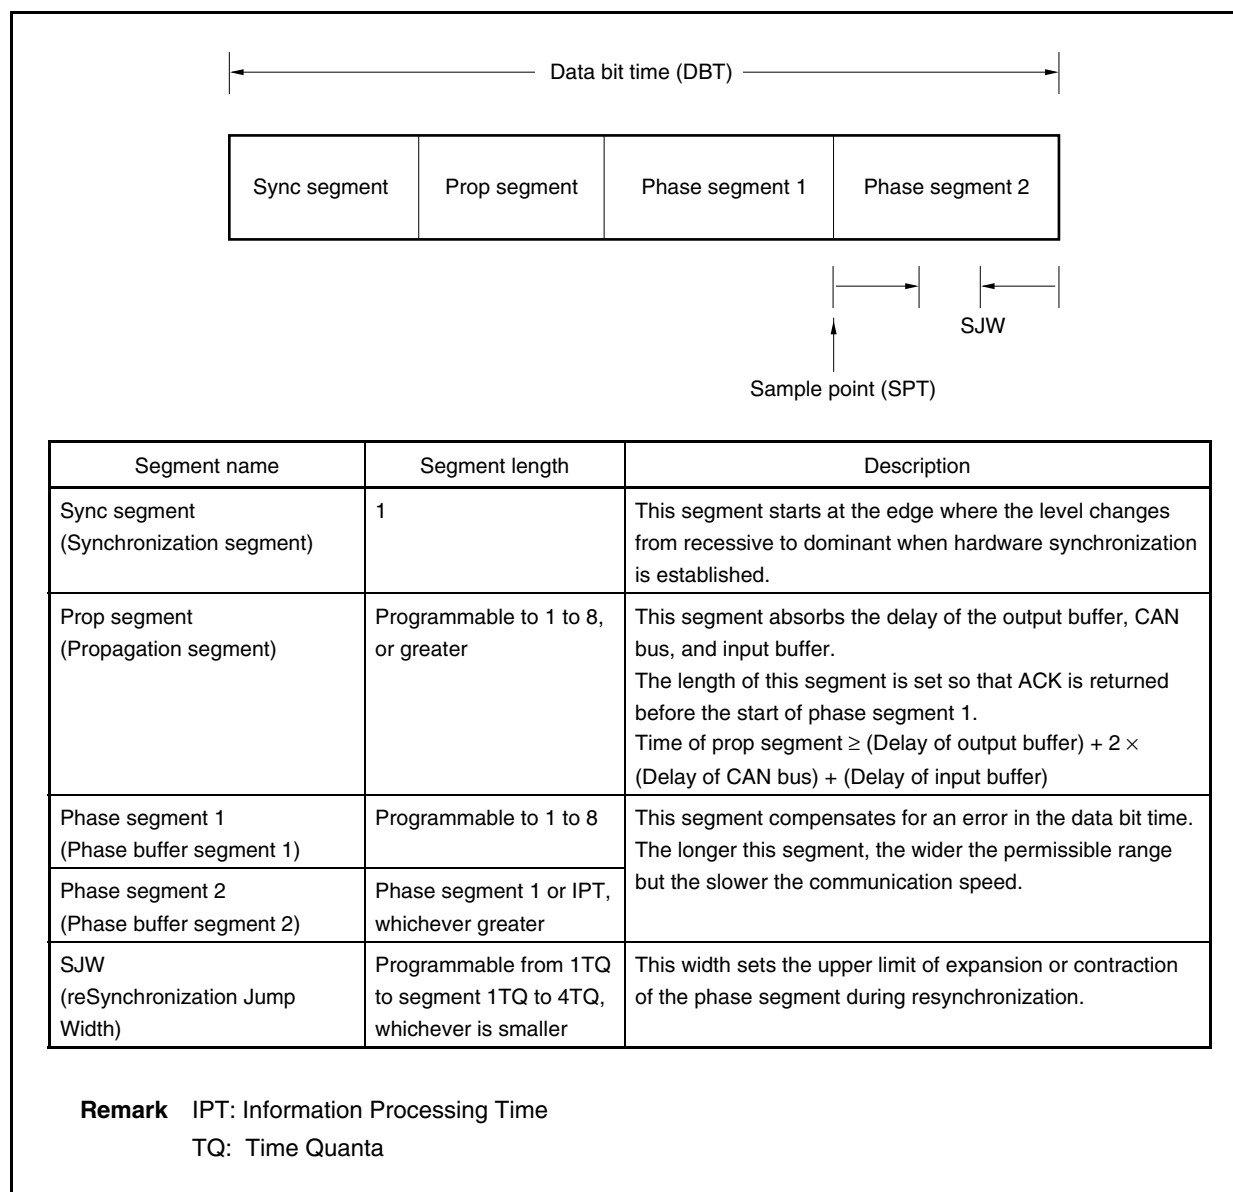 Data bit time (DBT)
Sync segment
Prop segment
Phase segment 1
Phase segment 2
SJW
Sample point (SPT)
Segment name
Segment length
Description
Sync segment
(Synchronization segment)
1
This segment starts at the edge where the level changes
from recessive to dominant when hardware synchronization
is established.
Prop segment
(Propagation segment)
Programmable to 1 to 8,
or greater
This segment absorbs the delay of the output buffer, CAN
bus, and input buffer.
The length of this segment is set so that ACK is returned
before the start of phase segment 1.
Time of prop segment ≥ (Delay of output buffer) + 2 ×
(Delay of CAN bus) + (Delay of input buffer)
Phase segment 1
(Phase buffer segment 1)
Programmable to 1 to 8
This segment compensates for an error in the data bit time.
The longer this segment, the wider the permissible range
but the slower the communication speed.
Phase segment 2
(Phase buffer segment 2)
Phase segment 1 or IPT,
whichever greater
SJW
(reSynchronization Jump
Width)
Programmable from 1TQ
to segment 1TQ to 4TQ,
whichever is smaller
This width sets the upper limit of expansion or contraction
of the phase segment during resynchronization.
Remark IPT: Information Processing Time
TQ: Time Quanta